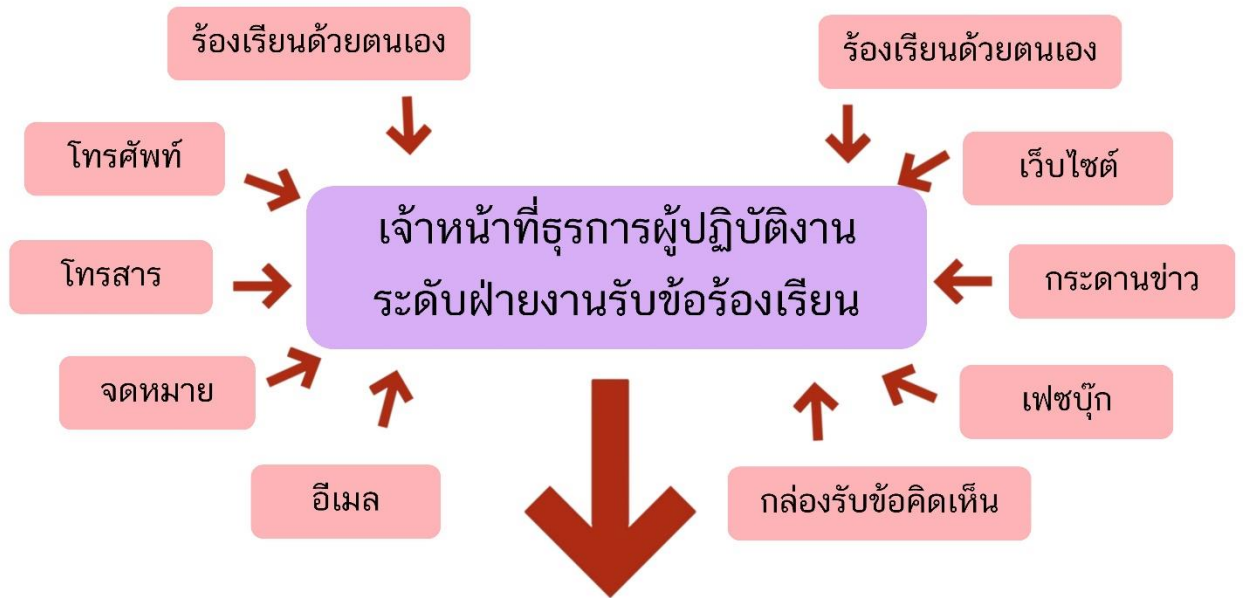 ร้องเรียนด้วยตนเอง
ร้องเรียนด้วยตนเอง
โทรศัพท์
เว็บไซต์
เจ้าหน้าที่ธุรการผู้ปฏิบัติงาน
ระดับฝ่ายงานรับข้อร้องเรียน
โทรสาร
กระดานข่าว
จดหมาย
เฟซบุ๊ก
อีเมล
กล่องรับข้อคิดเห็น